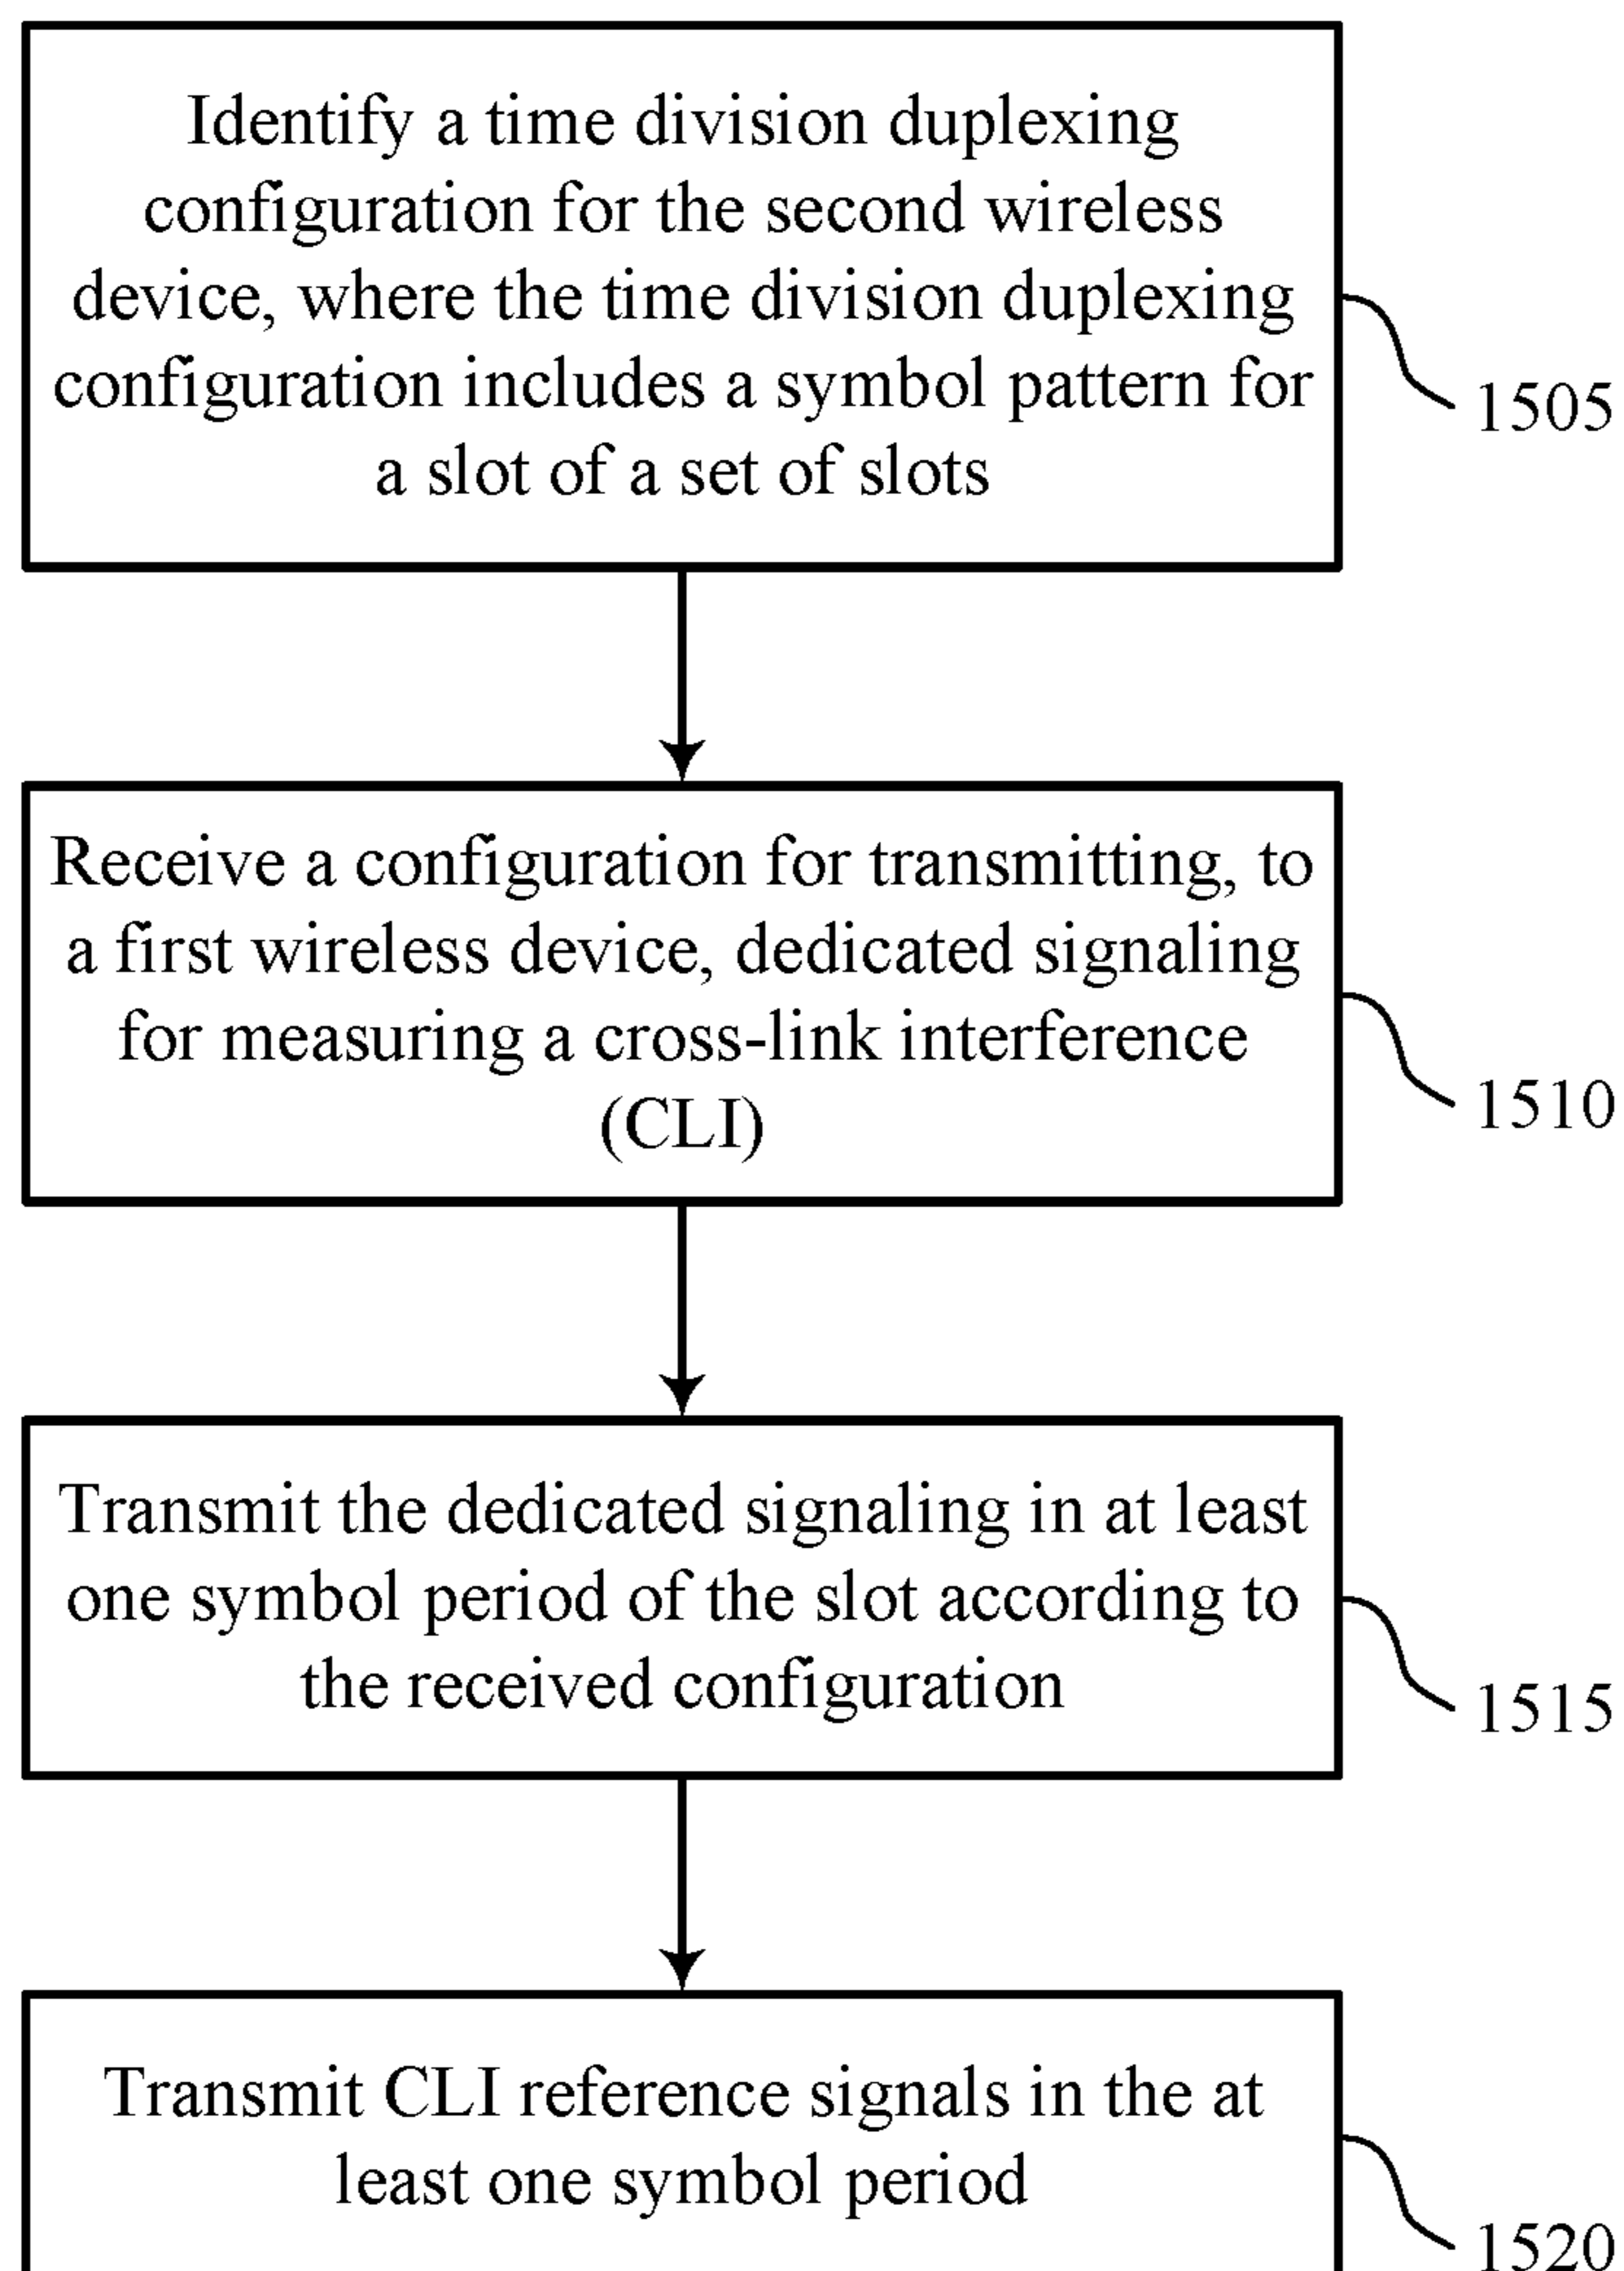 Identify a time division duplexing
configuration for the second wireless
device, where the time division duplexing
configuration includes a symbol pattern for
a slot of a set of slots
1505
Receive a configuration for transmitting, to
a first wireless device, dedicated signaling
for measuring a cross-link interference
(CLI)
1510
Transmit the dedicated signaling in at least
one symbol period of the slot according to
the received configuration
1515
Transmit CLI reference signals in the at
least one symbol period
1520